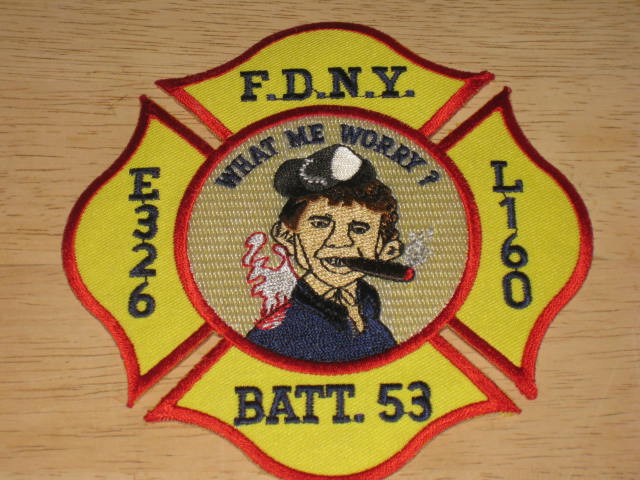 F.D.N.Y.
WHAT ME WORRY?
E326
L160
BATT. 53